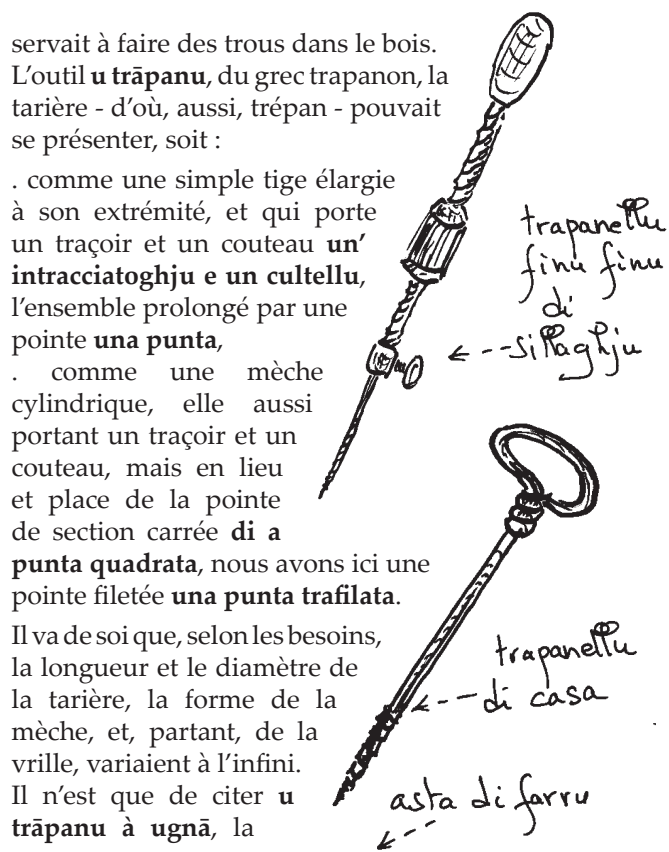 servait à faire des trous dans le bois.
L'outil u trāpanu, du grec trapanon, la
tarière - d'où, aussi, trépan - pouvait
se présenter, soit :
. comme une simple tige élargie
à son extrémité, et qui porte
un traçoir et un couteau un'
intracciatoghju e un cultellu,
l'ensemble prolongé par une
pointe una punta,
. comme une mèche
cylindrique, elle aussi
portant un traçoir et un
couteau, mais en lieu
et place de la pointe
de section carrée di a
punta quadrata, nous avons ici une
pointe filetée una punta trafilata.
Il va de soi que, selon les besoins,
la longueur et le diamètre de
la tarière, la forme de la
mèche, et, partant, de la
vrille, variaient à l'infini.
Il n'est que de citer u
trāpanu à ugnā, la
trapanellu
finu finu
di
sillaghju
trapanellu
di casa
asta di farru